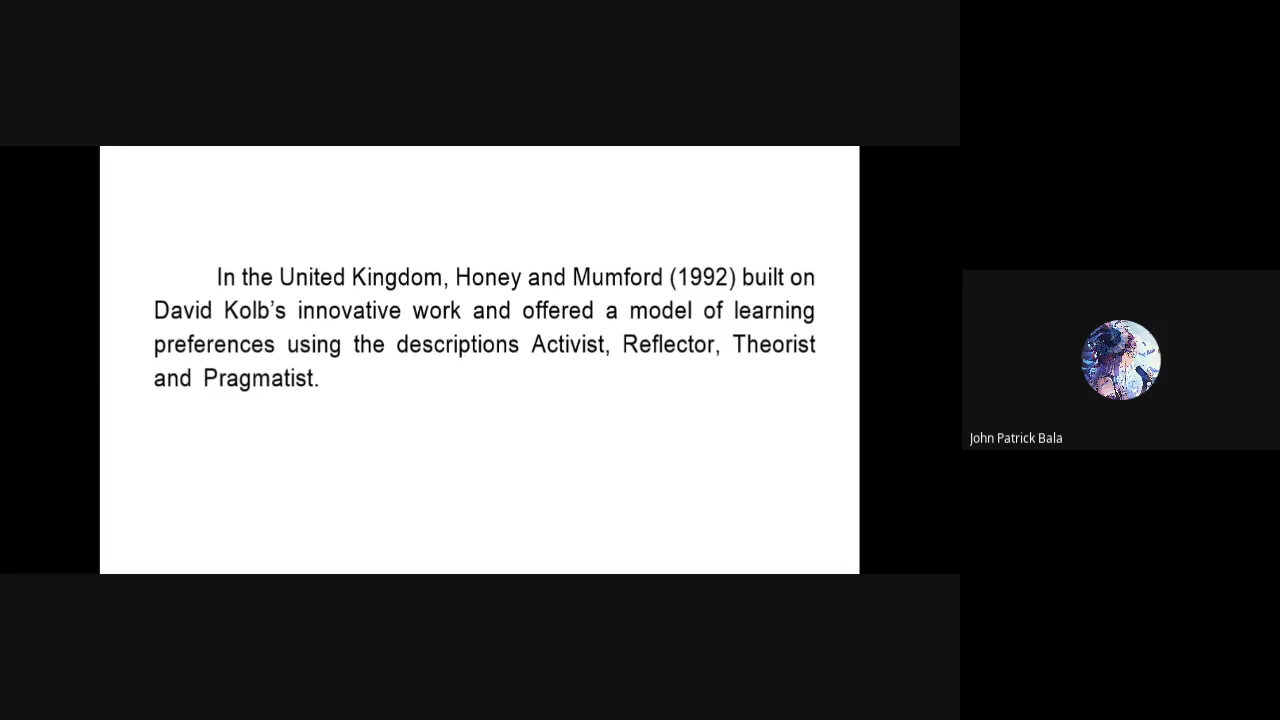 In the United Kingdom, Honey and Mumford (1992) built on
David Kolb’s innovative work and offered a model of learning
preferences using the descriptions Activist, Reflector, Theorist
and Pragmatist.
John Patrick Bala